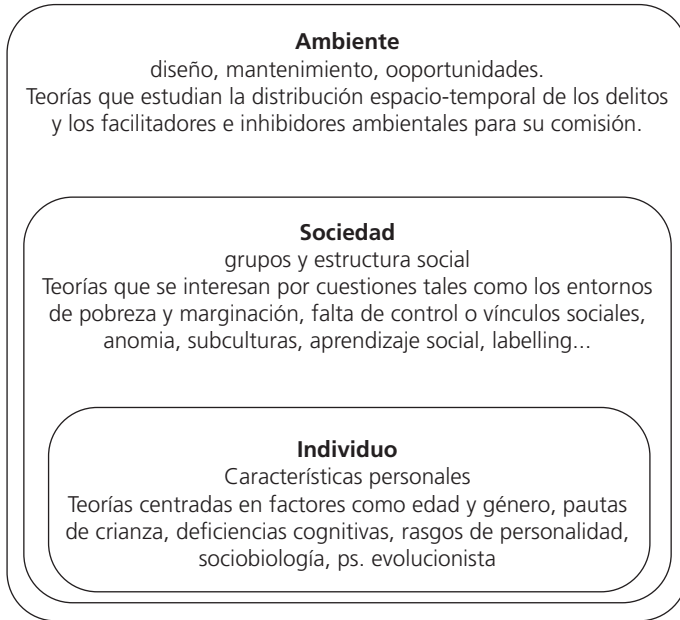 Ambiente
diseño, mantenimiento, ooportunidades.
Teorías que estudian la distribución espacio-temporal de los delitos
y los facilitadores e inhibidores ambientales para su comisión.
Sociedad
grupos y estructura social
Teorías que se interesan por cuestiones tales como los entornos
de pobreza y marginación, falta de control o vínculos sociales,
anomia, subculturas, aprendizaje social, labelling...
Individuo
Características personales
Teorías centradas en factores como edad y género, pautas
de crianza, deficiencias cognitivas, rasgos de personalidad,
sociobiología, ps. evolucionista